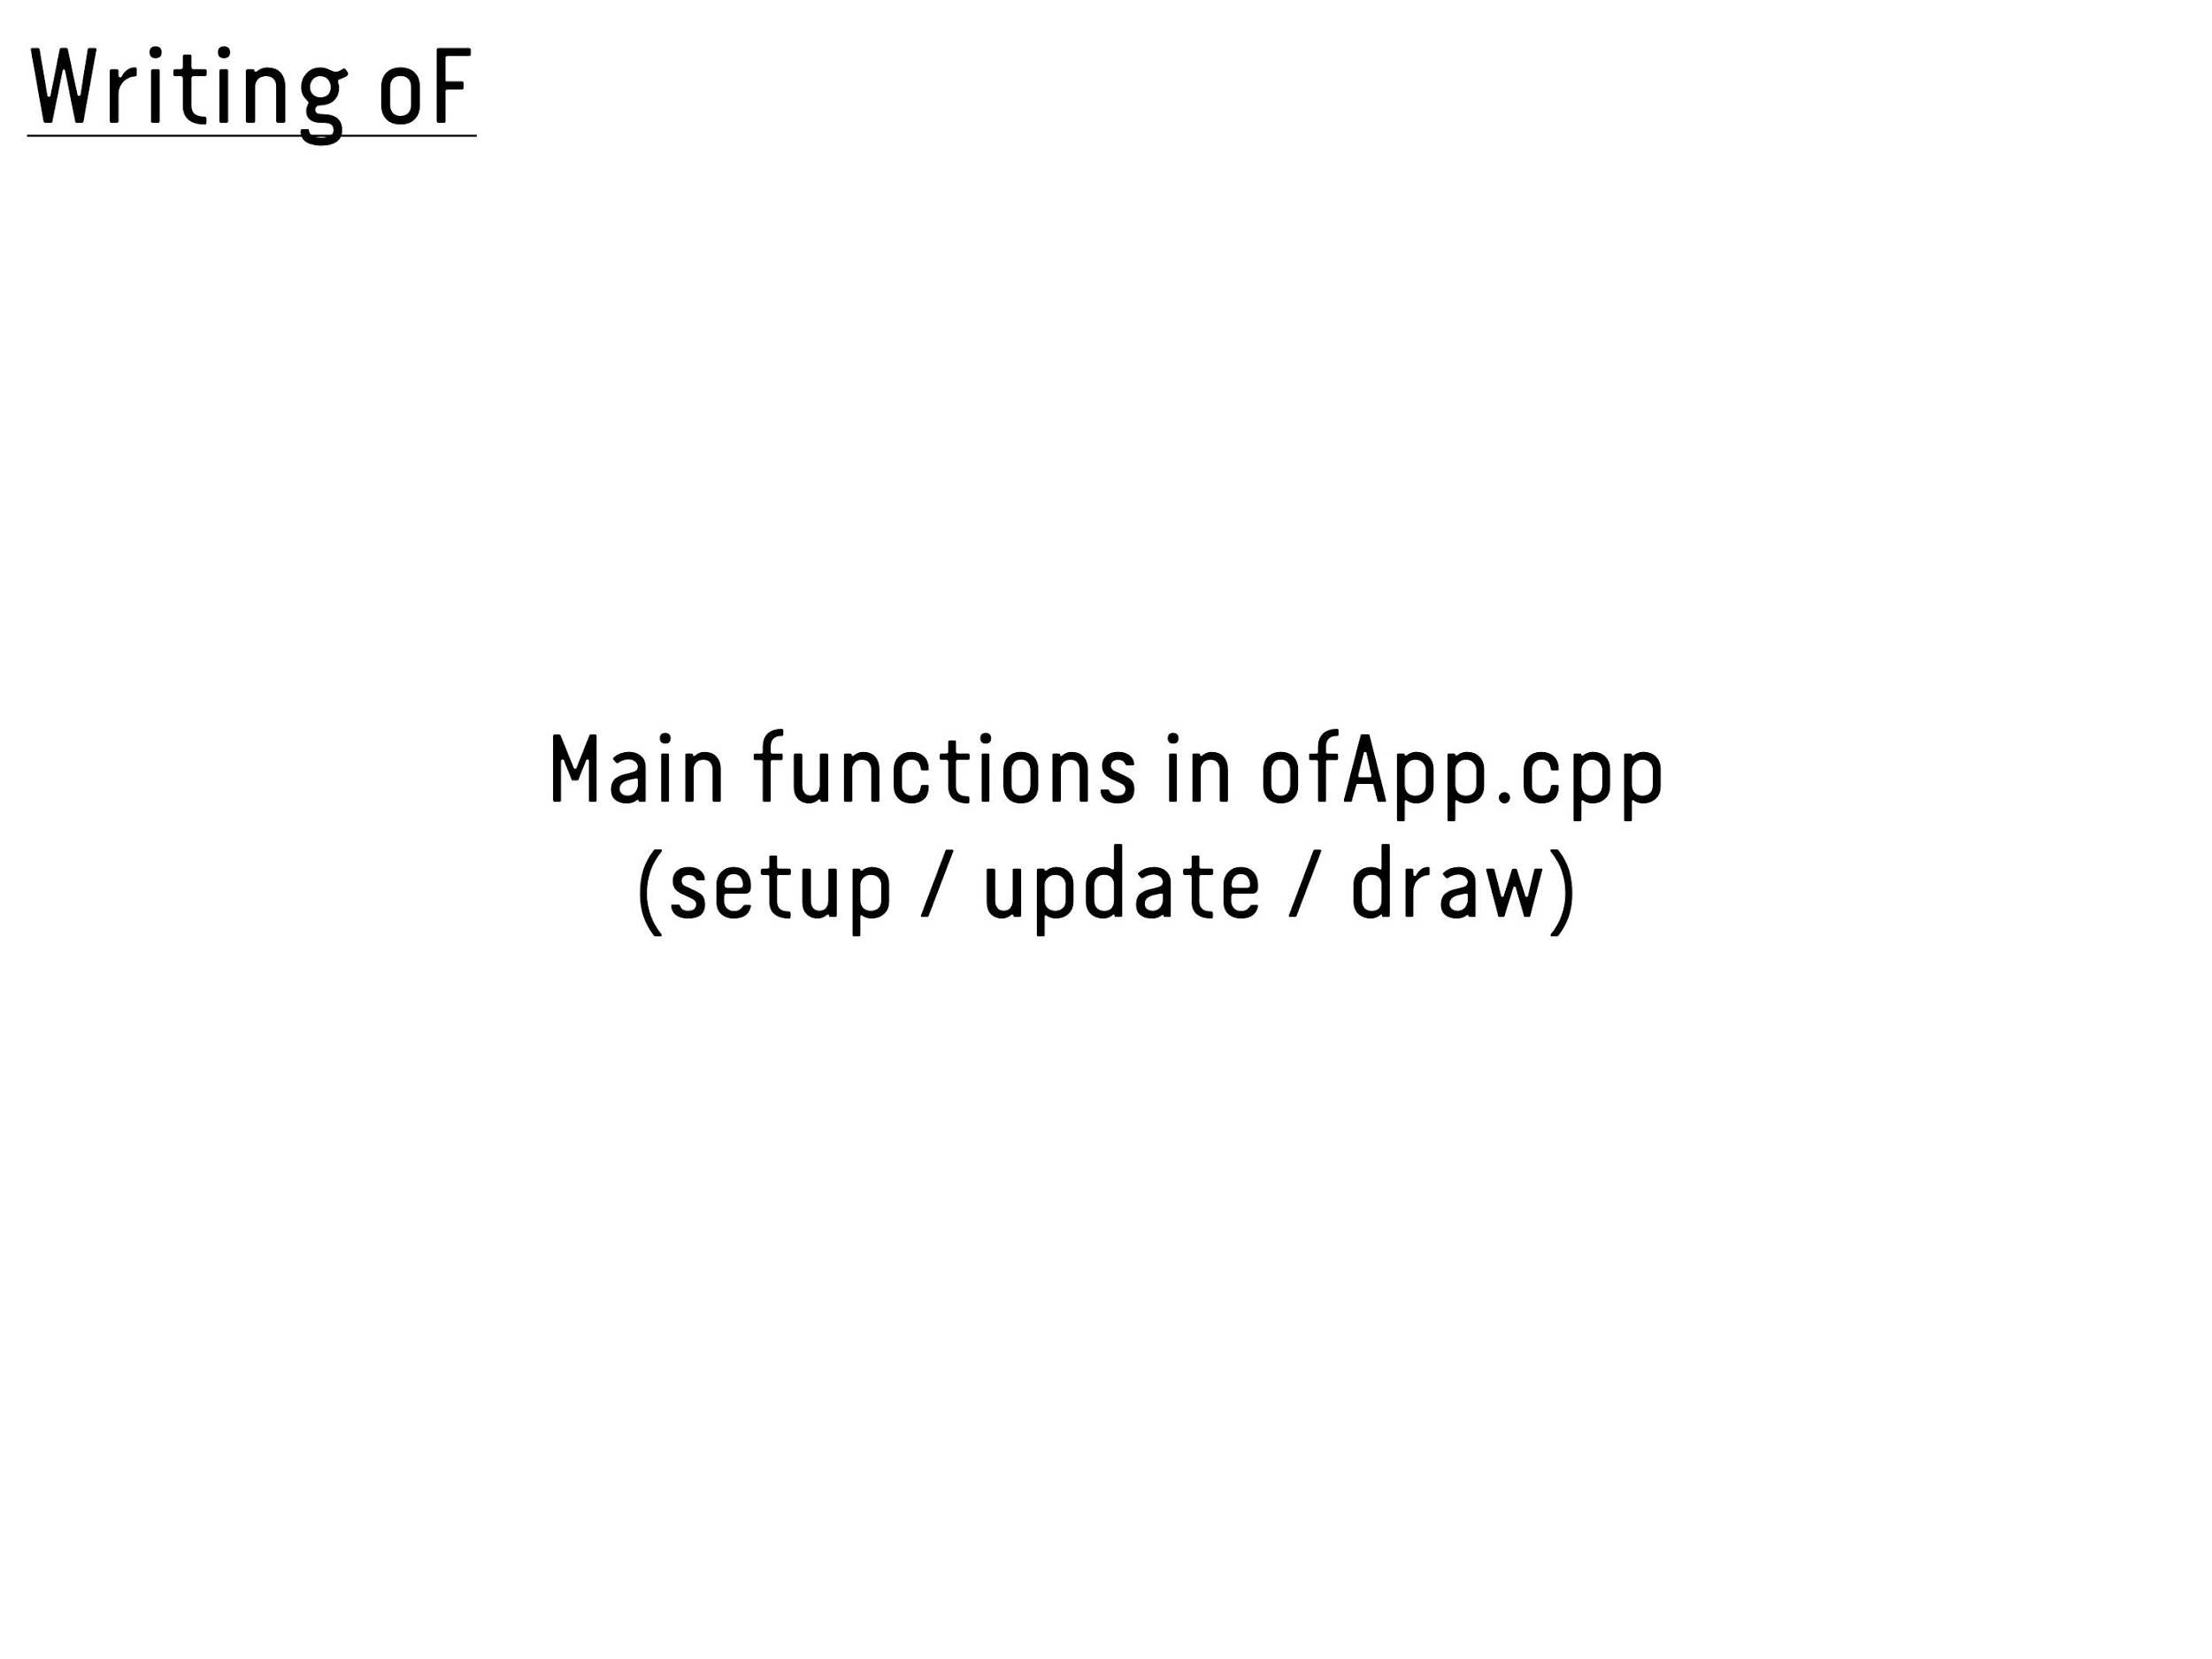 Writing oF
Main functions in ofApp.cpp
(setup / update / draw)